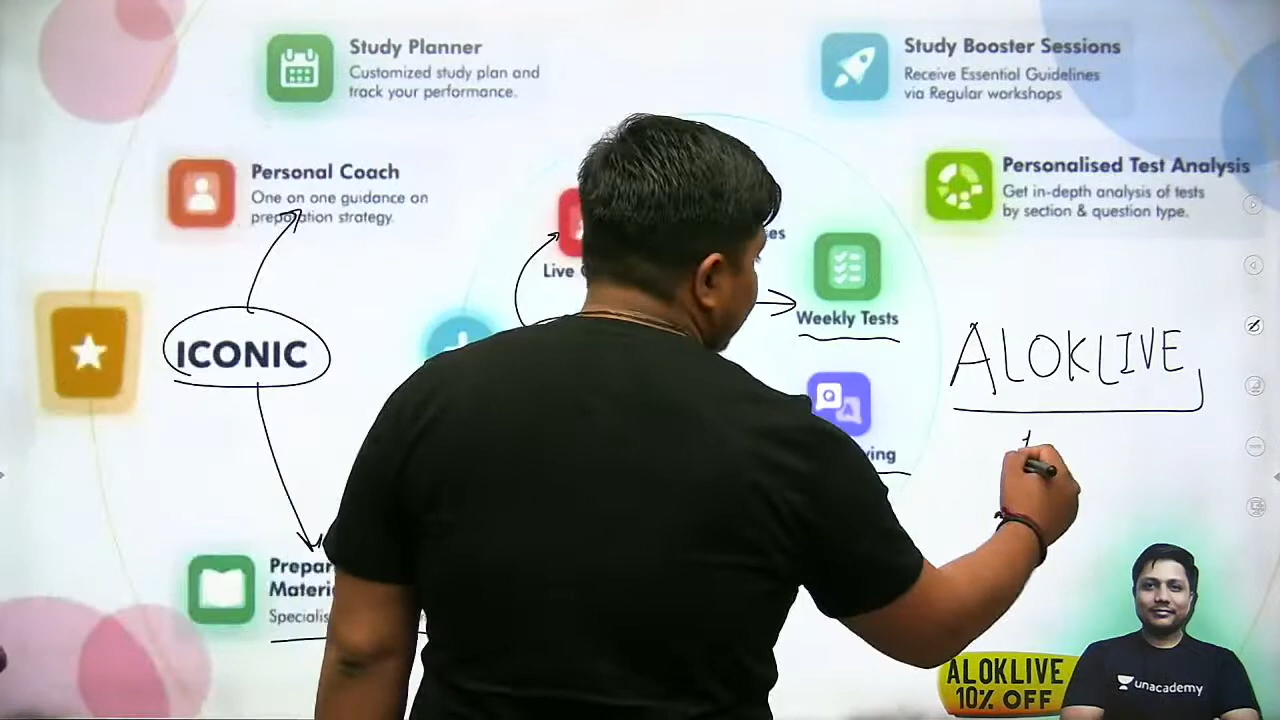 Study Planner
Customized study plan and
track your performance.
Study Booster Sessions
Receive Essential Guidelines
via Regular workshops
Personal Coach
One on one guidance on
preparation strategy.
Personalised Test Analysis
Get in-depth analysis of tests
by section & question type.
Live
Weekly Tests
ICONIC
ALOKLIVE
Q
A
Prepar
Materi
Specialis
ALOKLIVE
10% OFF
unacademy